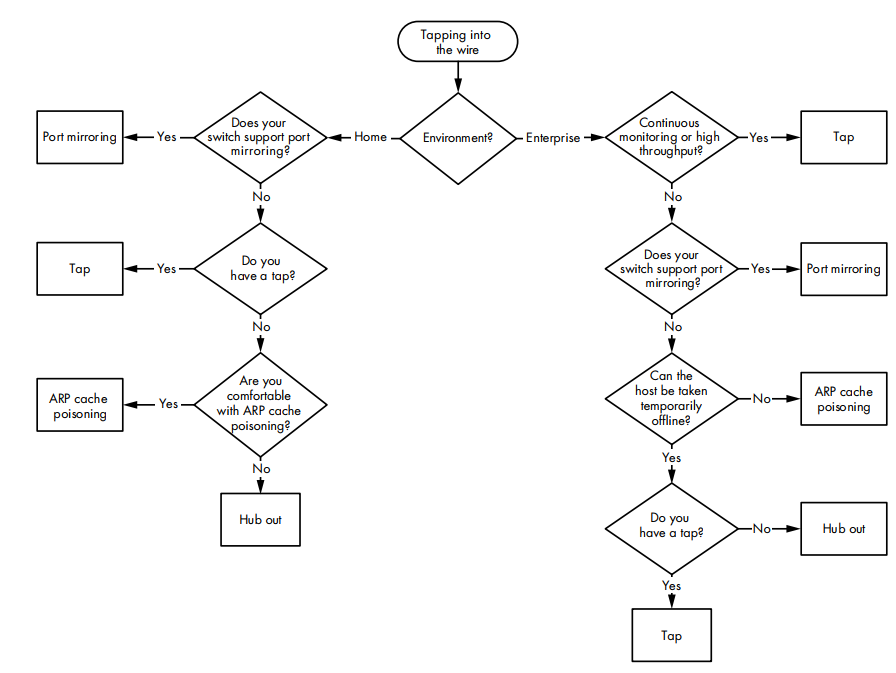 Tapping into
the wire
Environment?
Home
Enterprise
Does your
switch support port
mirroring?
Yes
Port mirroring
No
Do you
have a tap?
Yes
Tap
No
Are you
comfortable
with ARP cache
poisoning?
Yes
ARP cache
poisoning
No
Hub out
Continuous
monitoring or high
throughput?
Yes
Tap
No
Does your
switch support port
mirroring?
Yes
Port mirroring
No
Can the
host be taken
temporarily
offline?
No
ARP cache
poisoning
Yes
Do you
have a tap?
No
Hub out
Yes
Tap